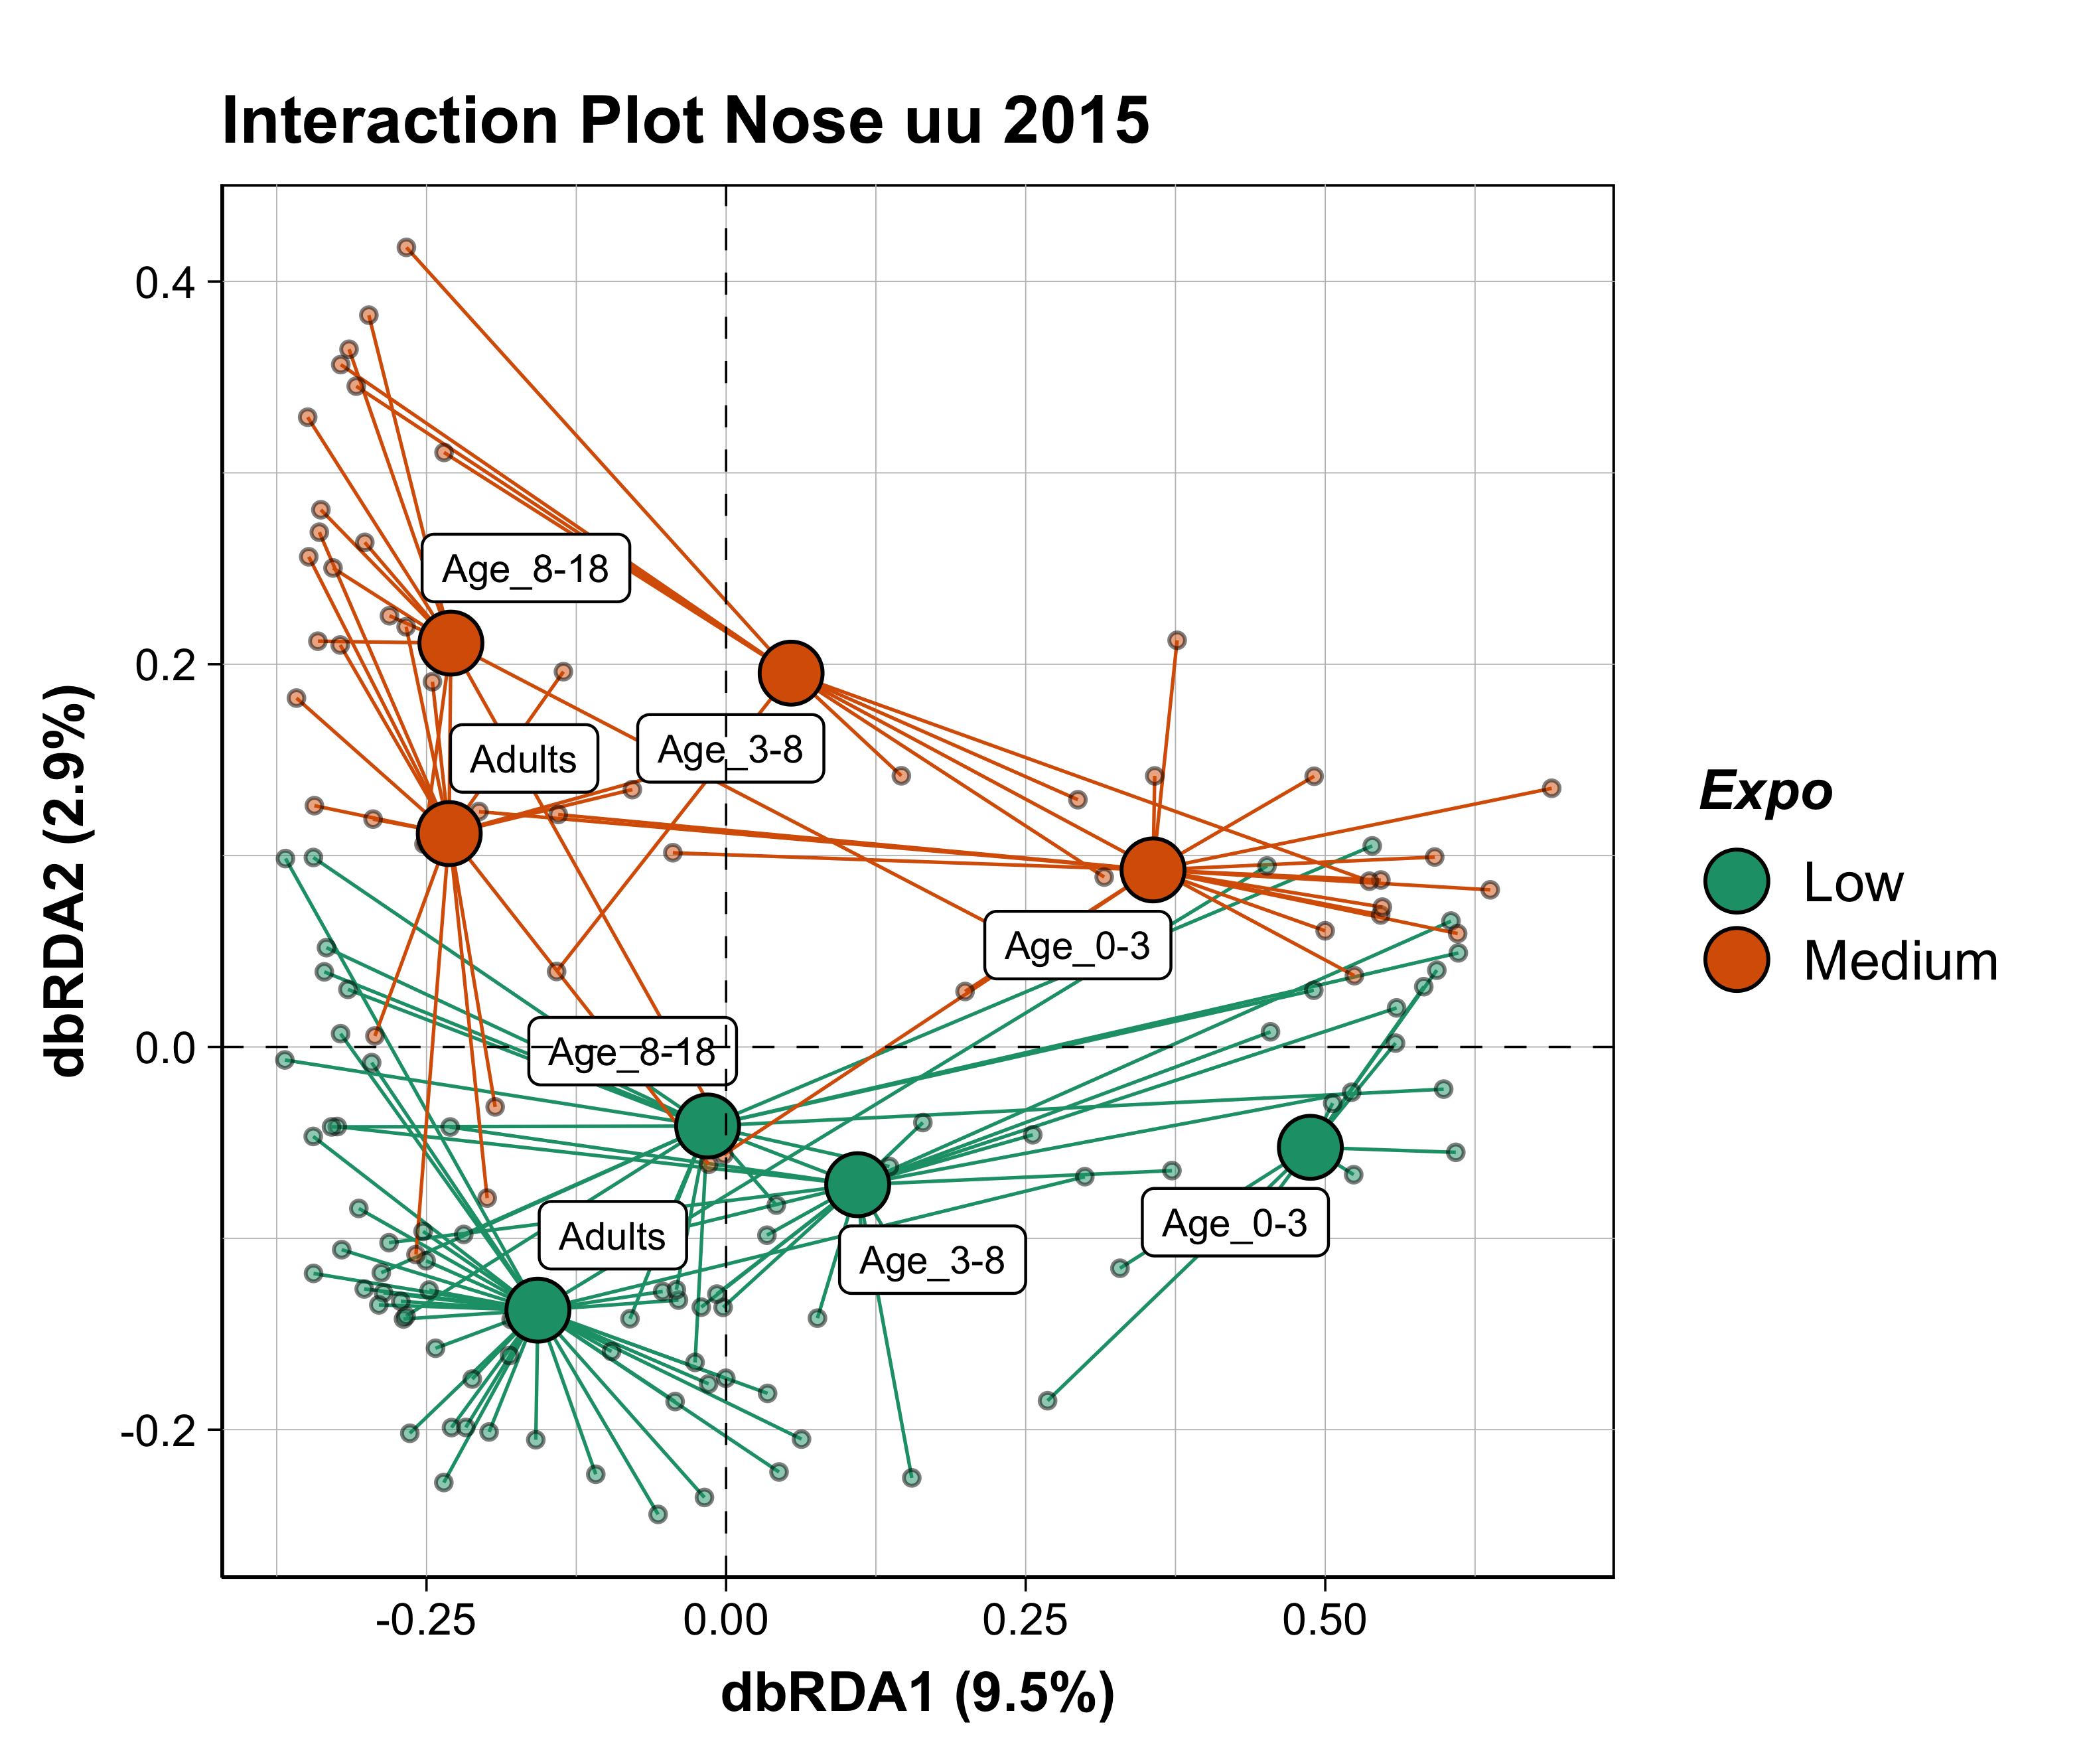 Interaction Plot Nose uu 2015
dbRDA2 (2.9%)
0.4
0.2
0.0
-0.2
Age_8-18
Adults
Age_3-8
Age_0-3
Age_8-18
Adults
Age_3-8
Age_0-3
-0.25
0.00
0.25
0.50
dbRDA1 (9.5%)
Expo
Low
Medium